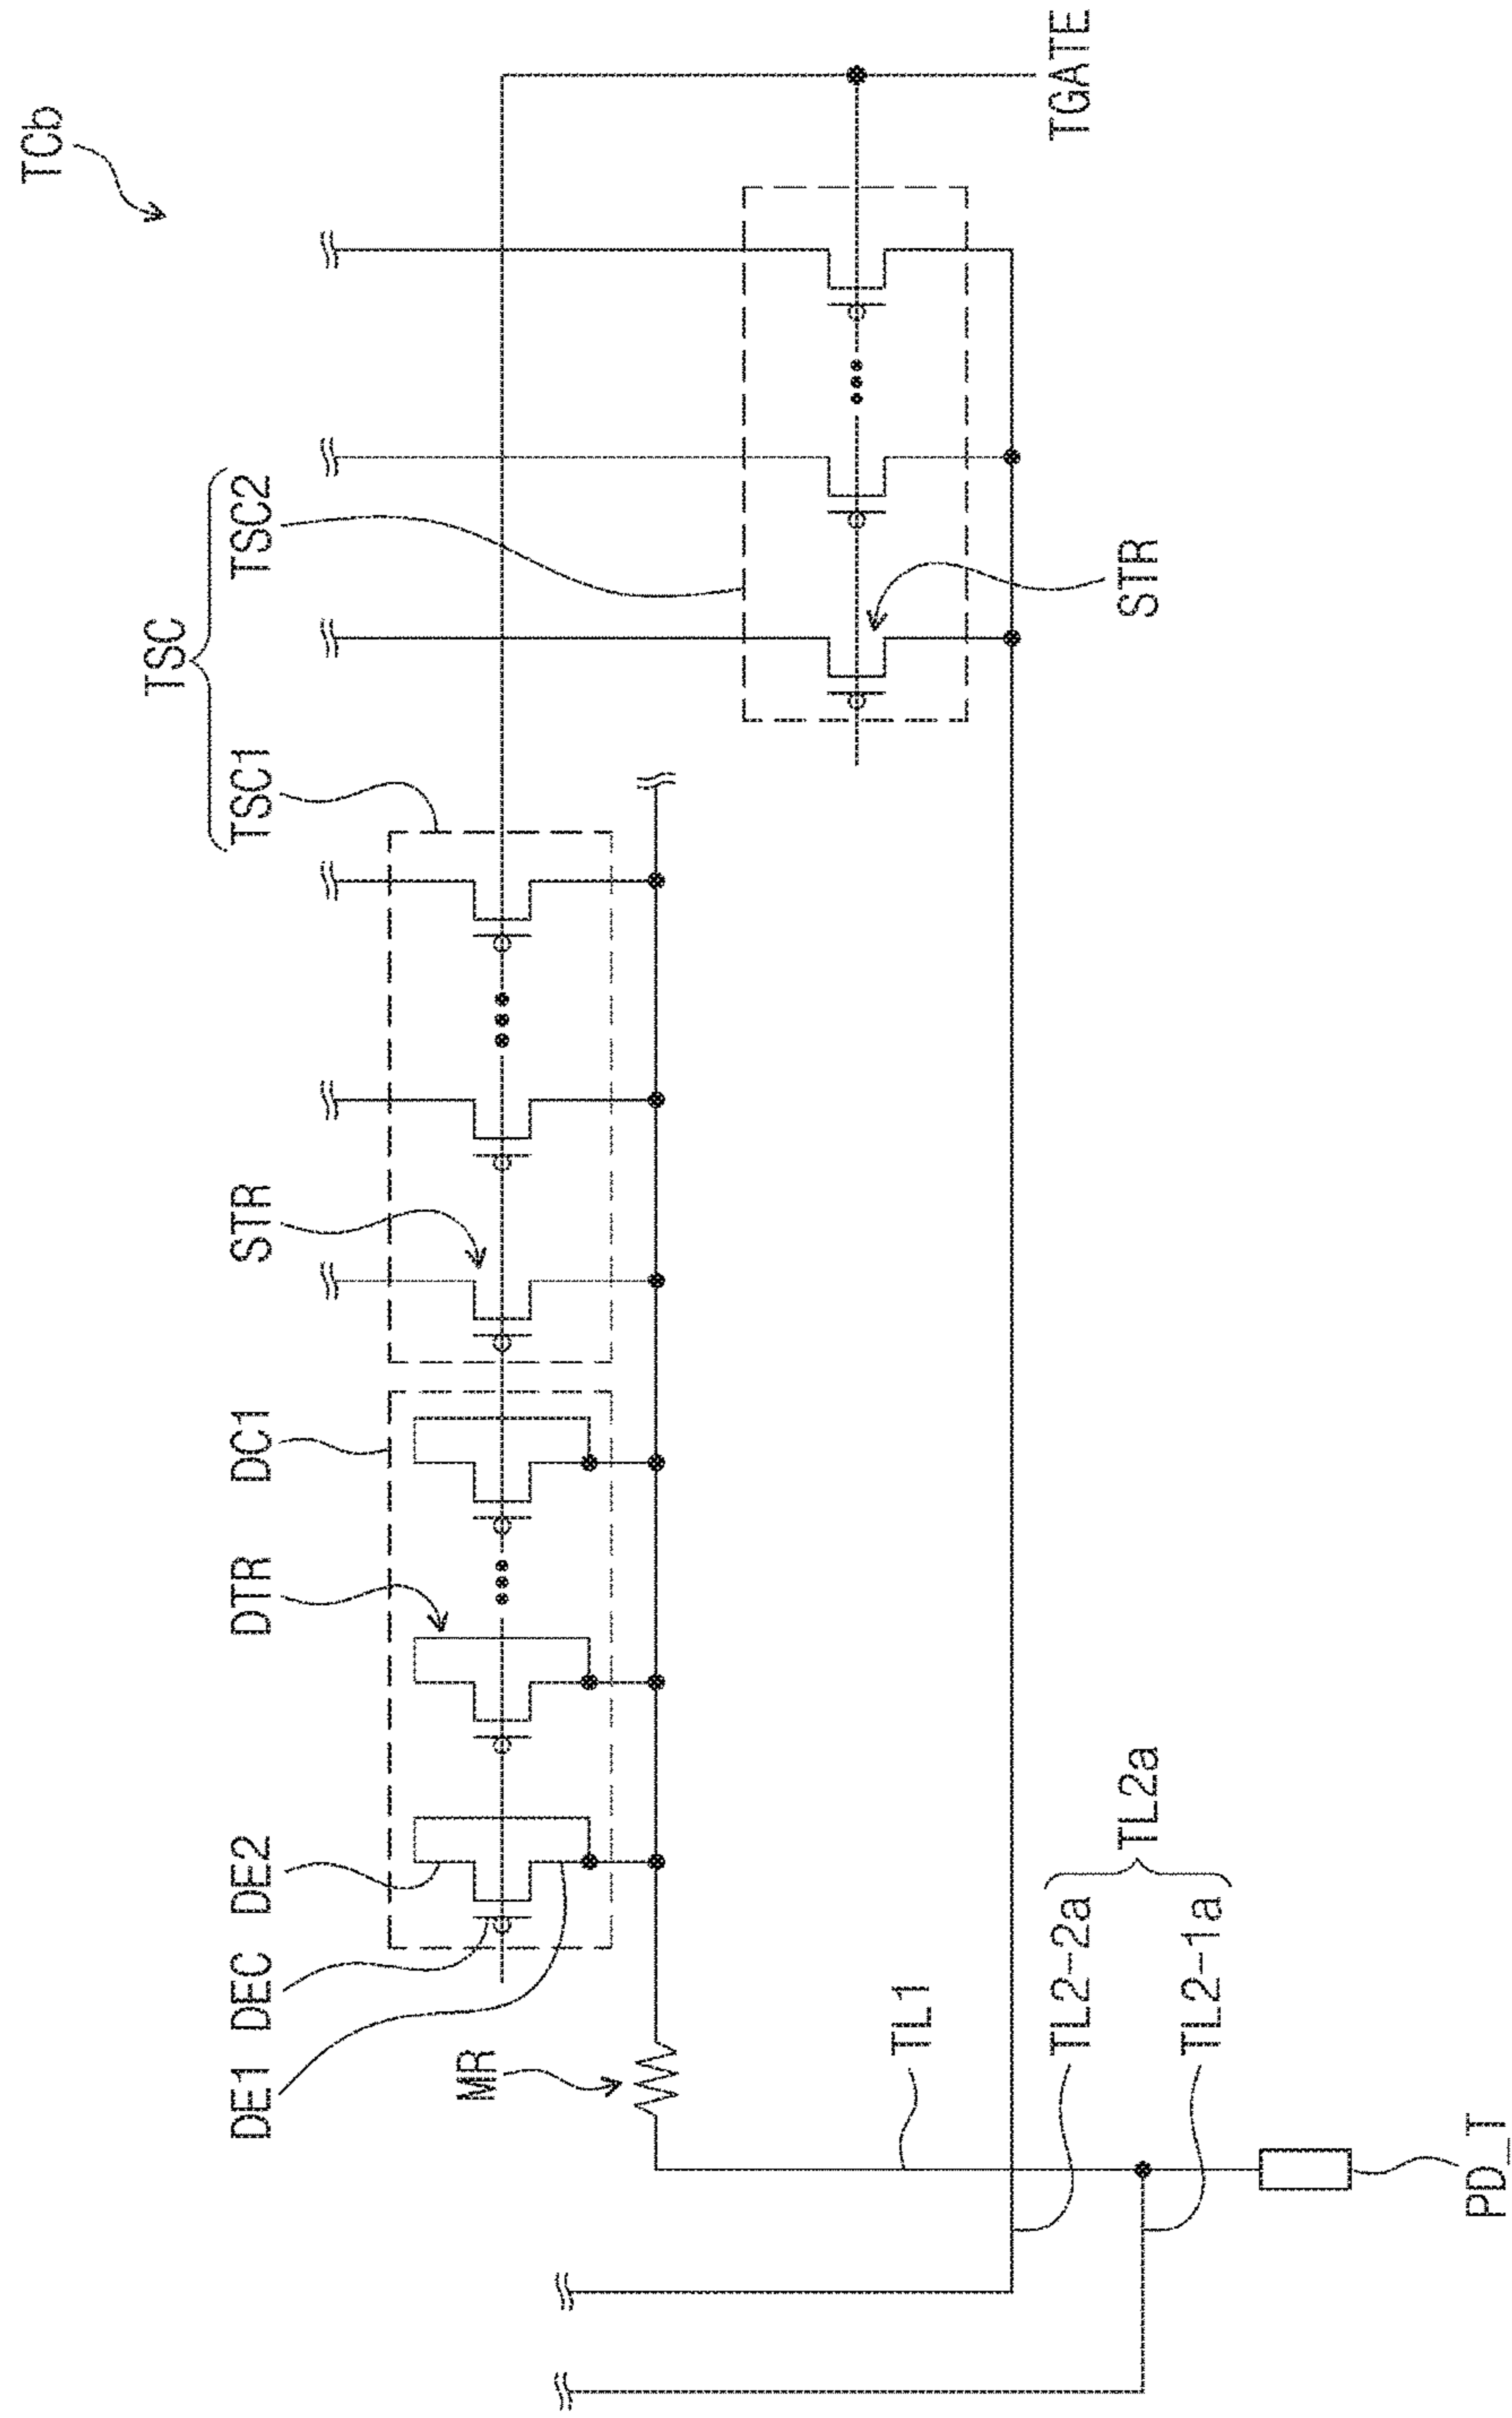 TCb
TSC
TSC1
TSC2
DE1
DEC
DE2
DTR
DC1
STR
MR
STR
TL1
TGATE
TL2-2a
TL2a
TL2-1a
PD_T